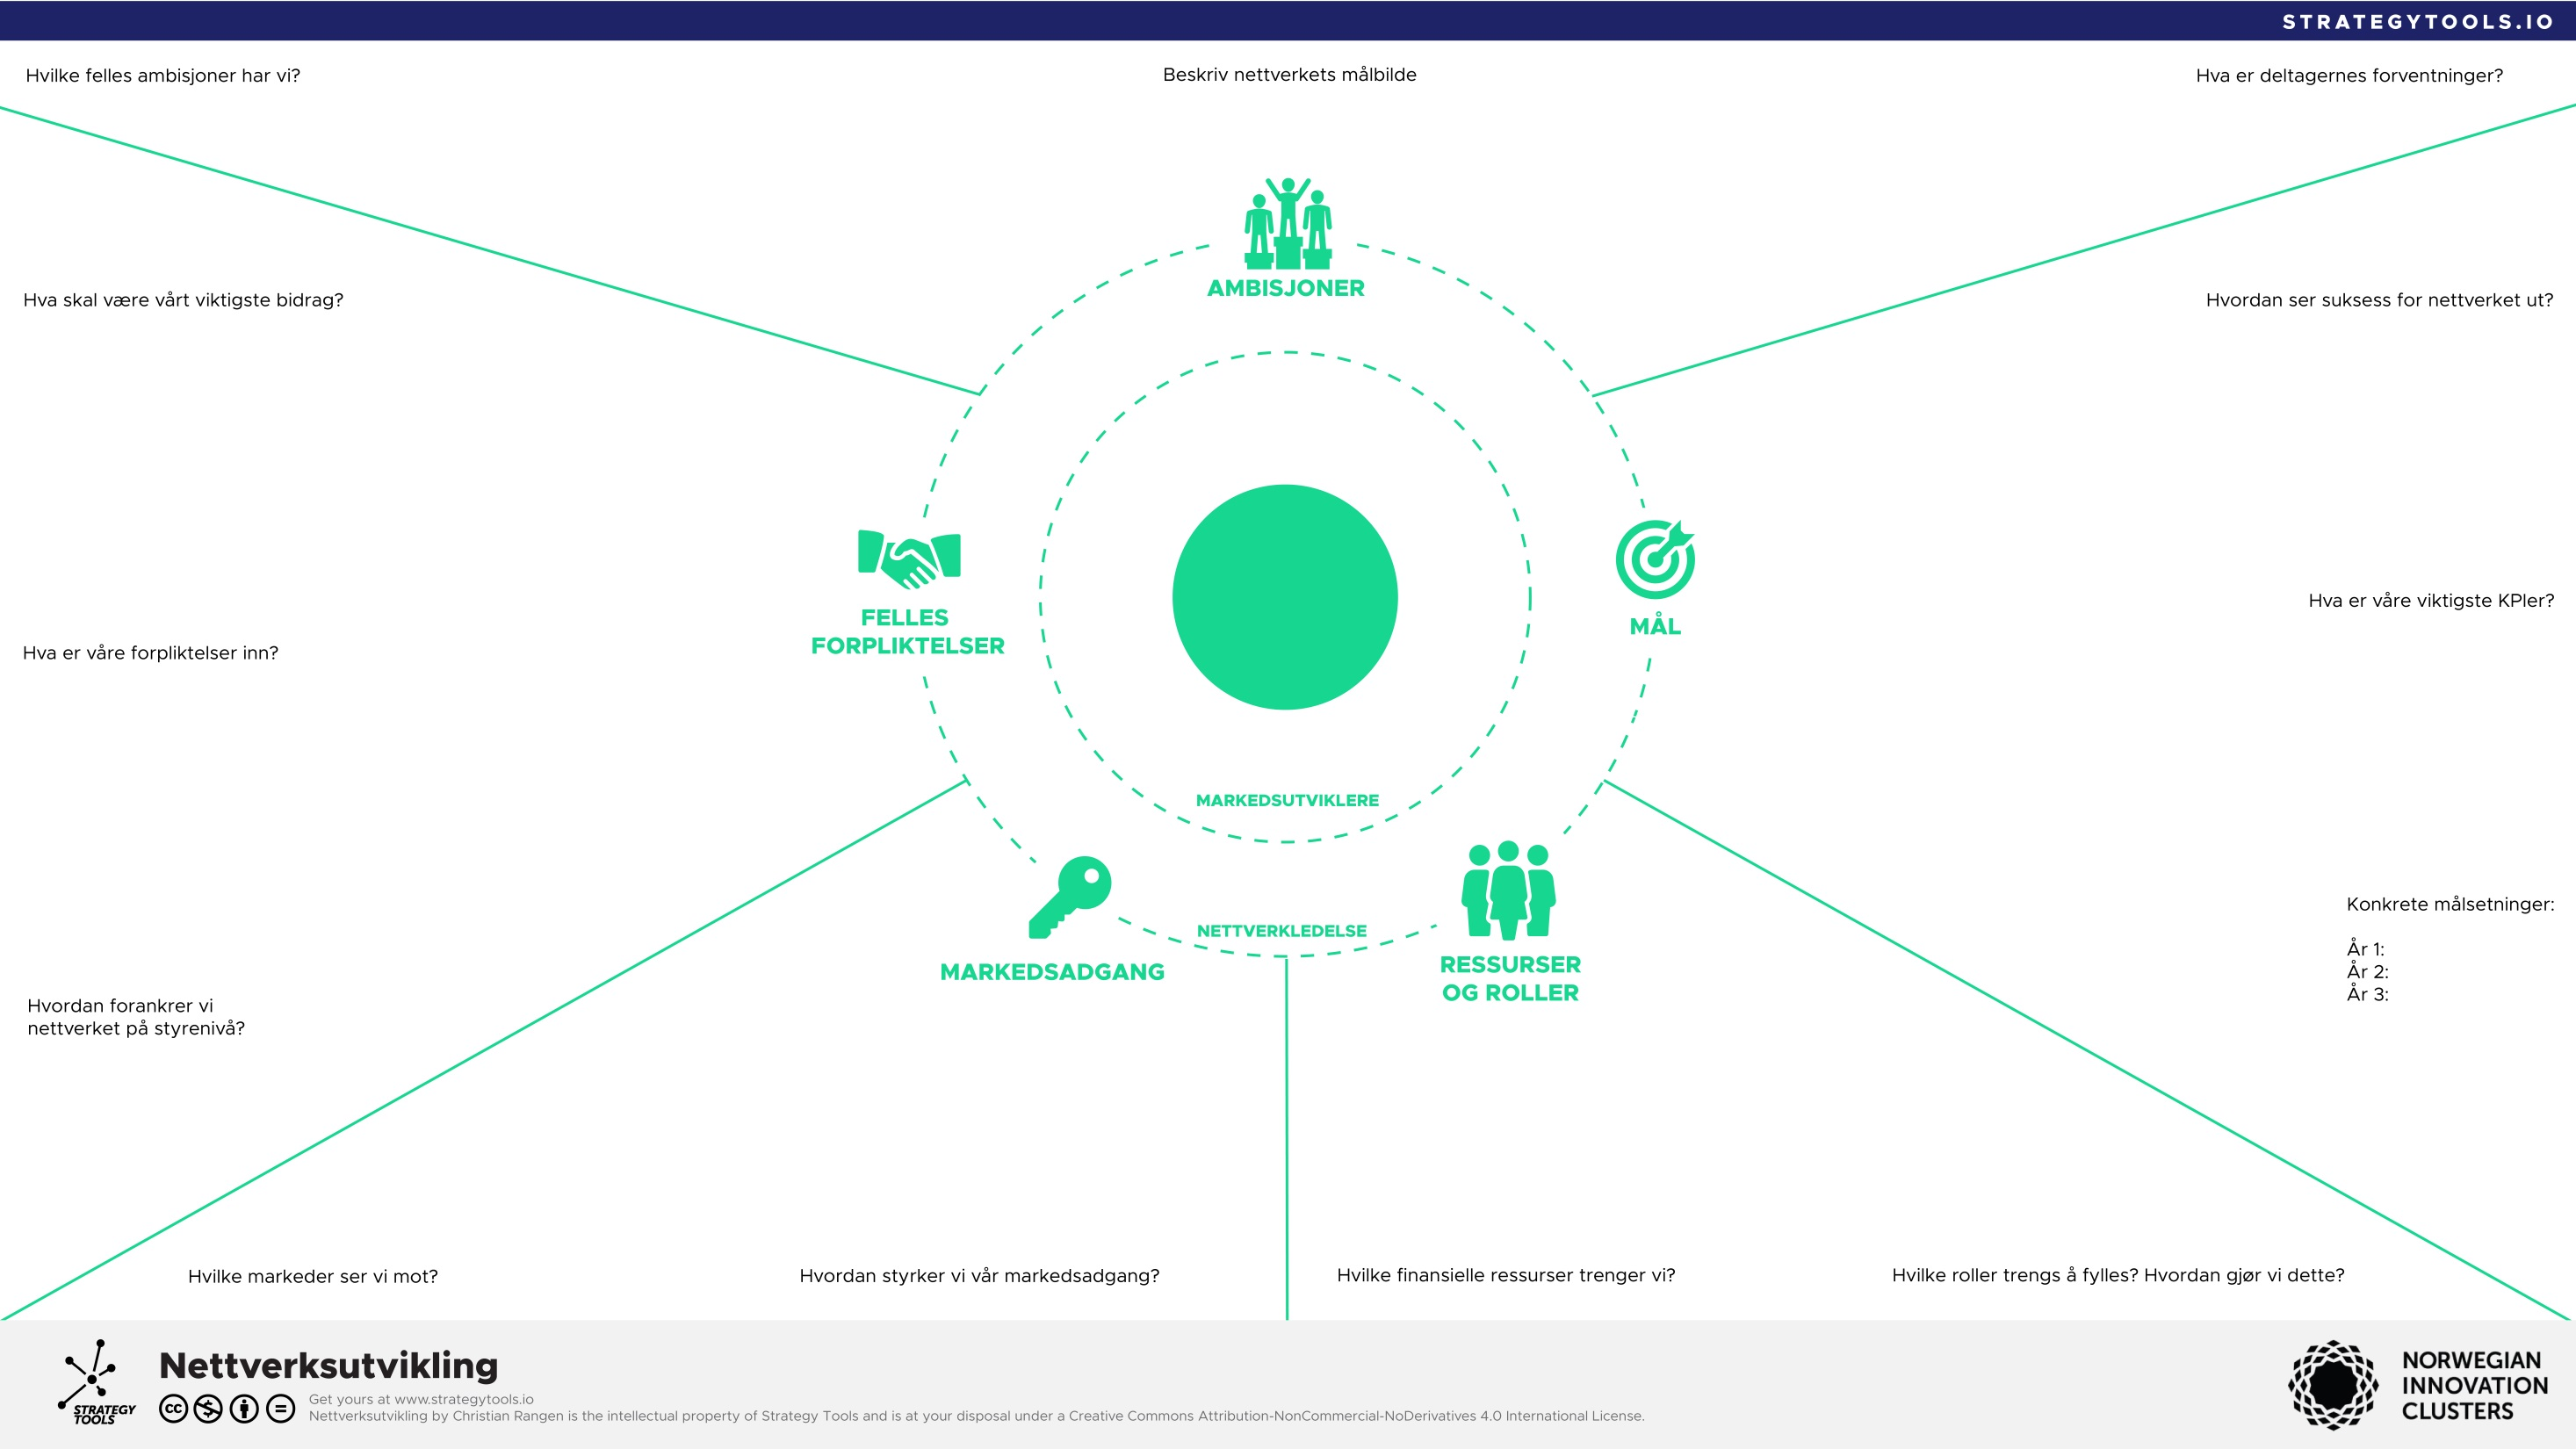 STRATEGYTOOLS.IO
Hvilke felles ambisjoner har vi?
Beskriv nettverkets målbilde
Hva er deltagernes forventninger?
AMBISJONER
Hva skal være vårt viktigste bidrag?
Hvordan ser suksess for nettverket ut?
FELLES
FORPLIKTELSER
MÅL
Hva er våre viktigste KPIer?
Hva er våre forpliktelser inn?
MARKEDSUTVIKLERE
NETTVERKLEDELSE
MARKEDSADGANG
RESSURSER
OG ROLLER
Konkrete målsetninger:
År 1:
År 2:
År 3:
Hvordan forankrer vi
nettverket på styrenivå?
Hvilke markeder ser vi mot?
Hvordan styrker vi vår markedsadgang?
Hvilke finansielle ressurser trenger vi?
Hvilke roller trengs å fylles? Hvordan gjør vi dette?
STRATEGY
TOOLS
Nettverksutvikling
cc
Get yours at www.strategytools.io
Nettverksutvikling by Christian Rangen is the intellectual property of Strategy Tools and is at your disposal under a Creative Commons Attribution-NonCommercial-NoDerivatives 4.0 International License.
NORWEGIAN
INNOVATION
CLUSTERS